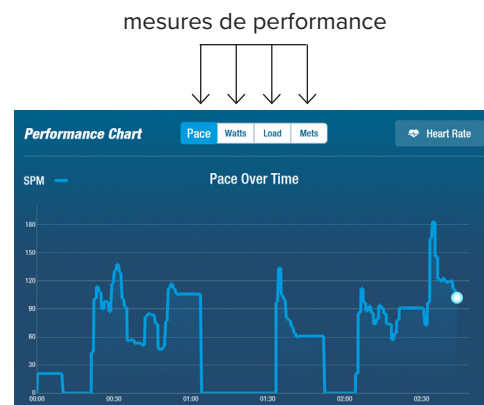 mesures de performance
Performance Chart Pace Watts Load Mets Heart Rate
SPM Pace Over Time
180
150
120
90
60
30
0
00:00 00:30 01:00 01:30 02:00 02:30